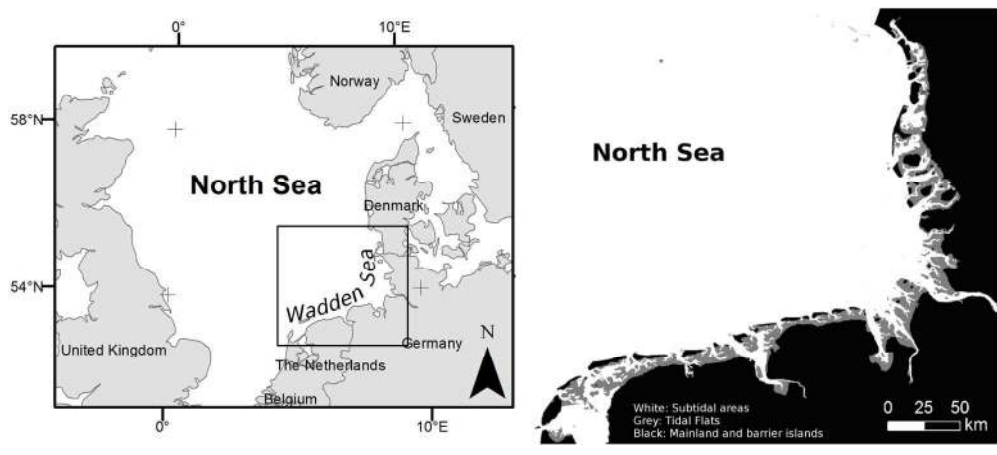 0°
10°E
Norway
58°N
Sweden
North Sea
Denmark
54°N
Wadden Sea
N
United Kingdom
Germany
The Netherlands
Belgium
0°
10°E
North Sea
White: Subtidal areas
Grey: Tidal Flats
Black: Mainland and barrier islands
0 25 50
km